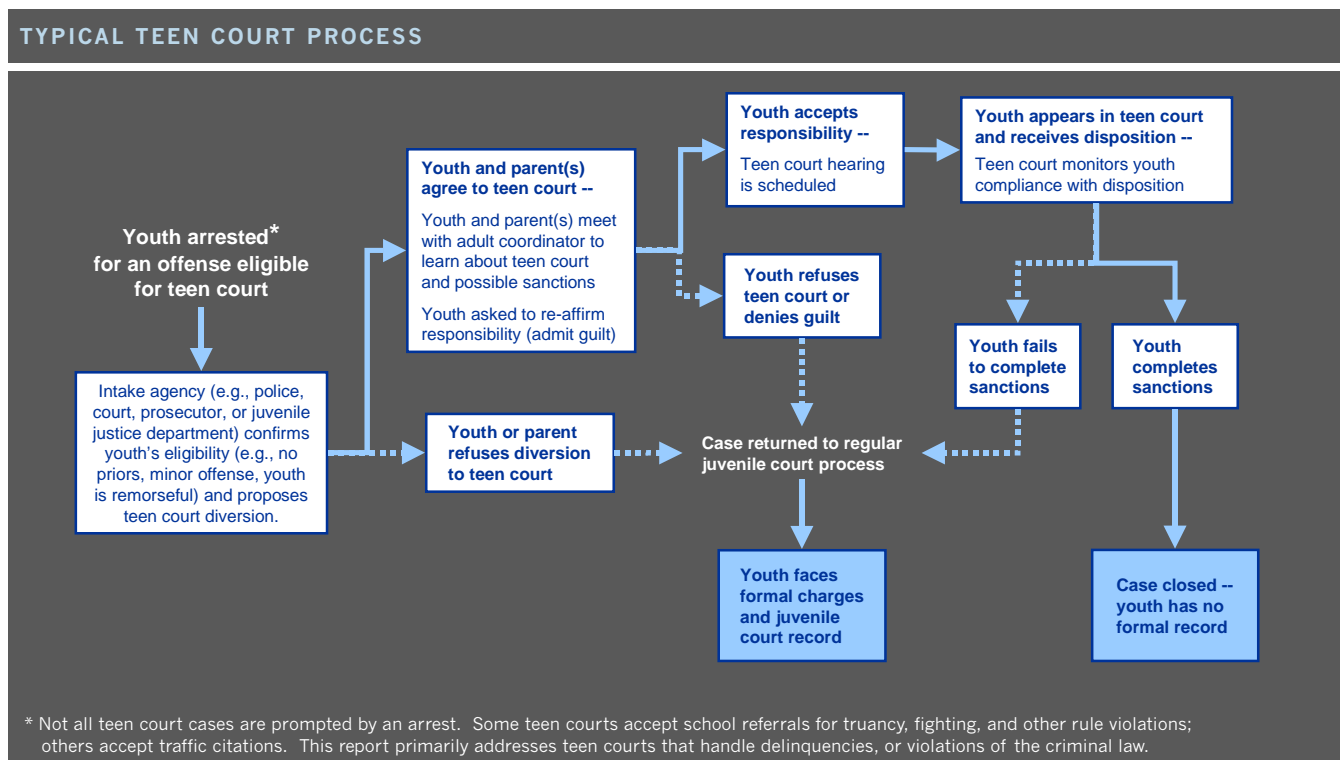 TYPICAL TEEN COURT PROCESS
Youth arrested*
for an offense eligible
for teen court
Intake agency (e.g., police,
court, prosecutor, or juvenile
justice department) confirms
youth's eligibility (e.g., no
priors, minor offense, youth
is remorseful) and proposes
teen court diversion.
Youth and parent(s)
agree to teen court --
Youth and parent(s) meet
with adult coordinator to
learn about teen court
and possible sanctions
Youth asked to re-affirm
responsibility (admit guilt)
Youth or parent
refuses diversion
to teen court
Youth accepts
responsibility --
Teen court hearing
is scheduled
Youth refuses
teen court or
denies guilt
Case returned to regular
juvenile court process
Youth faces
formal charges
and juvenile
court record
Youth appears in teen court
and receives disposition --
Teen court monitors youth
compliance with disposition
Youth fails
to complete
sanctions
Youth
completes
sanctions
Case closed --
youth has no
formal record
* Not all teen court cases are prompted by an arrest. Some teen courts accept school referrals for truancy, fighting, and other rule violations;
others accept traffic citations. This report primarily addresses teen courts that handle delinquencies, or violations of the criminal law.